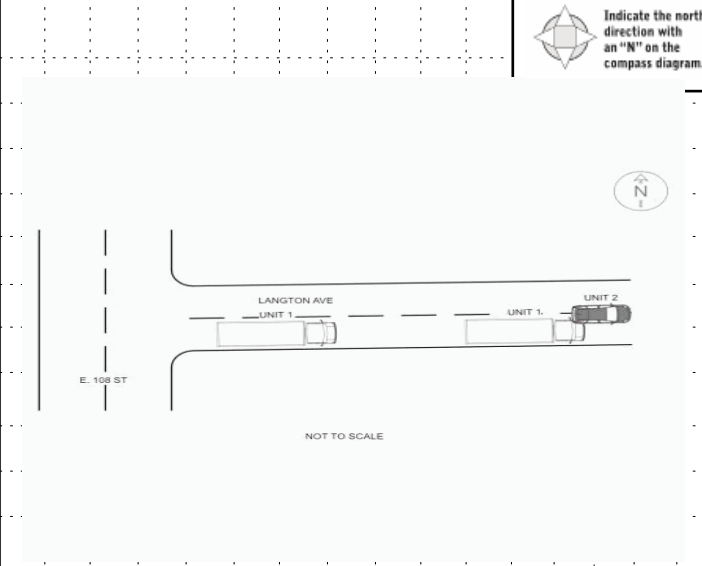 Indicate the north
direction with
an “N” on the
compass diagram.
N
UNIT 2
LANGTON AVE
UNIT 1
UNIT 1
E. 108 ST
NOT TO SCALE